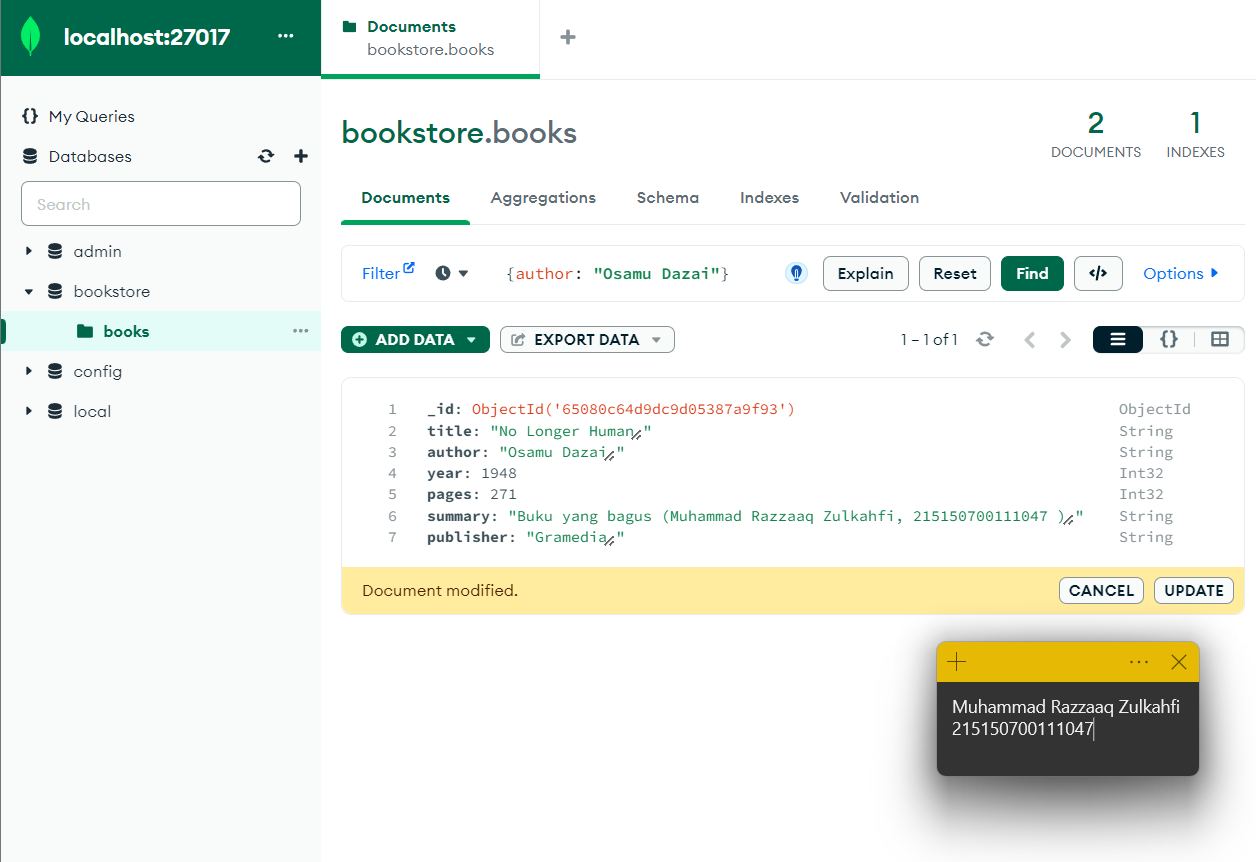 localhost:27017
Documents
bookstore.books
My Queries
Databases
Search
admin
bookstore
books
config
local
bookstore.books
2
DOCUMENTS
1
INDEXES
Documents Aggregations Schema Indexes Validation
Filter {author: "Osamu Dazai"} Explain Reset Find </> Options
ADD DATA EXPORT DATA 1 – 1 of 1 {}
1 _id: ObjectId('65080c64d9dc9d05387a9f93') ObjectId
2 title: "No Longer Human" String
3 author: "Osamu Dazai" String
4 year: 1948 Int32
5 pages: 271 Int32
6 summary: "Buku yang bagus (Muhammad Razzaaq Zulkahfi, 215150700111047 )" String
7 publisher: "Gramedia" String
Document modified. CANCEL UPDATE
Muhammad Razzaaq Zulkahfi
215150700111047